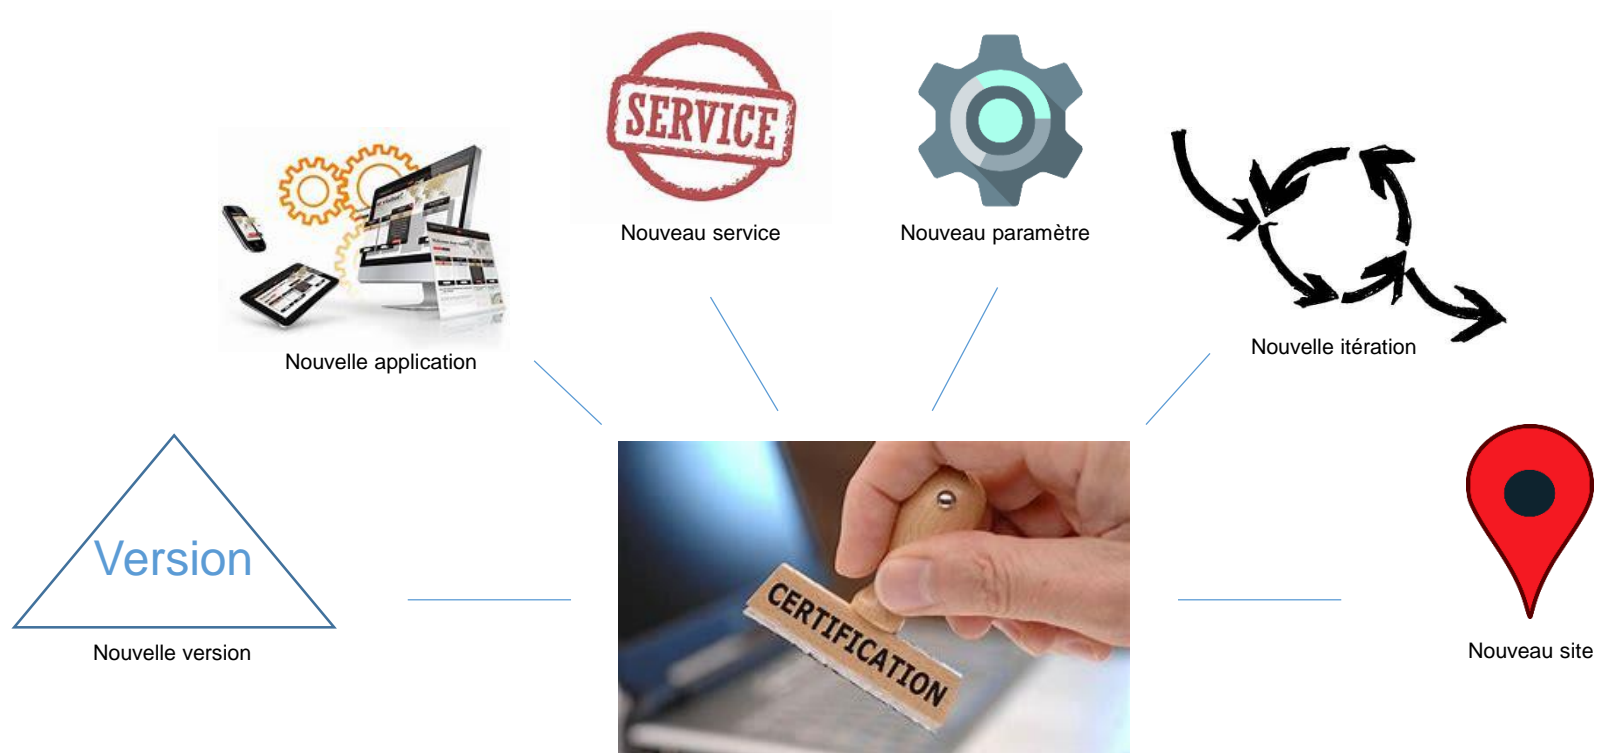 SERVICE
Nouveau service
Nouveau paramètre
Nouvelle application
Nouvelle itération
Version
Nouvelle version
CERTIFICATION
Nouveau site